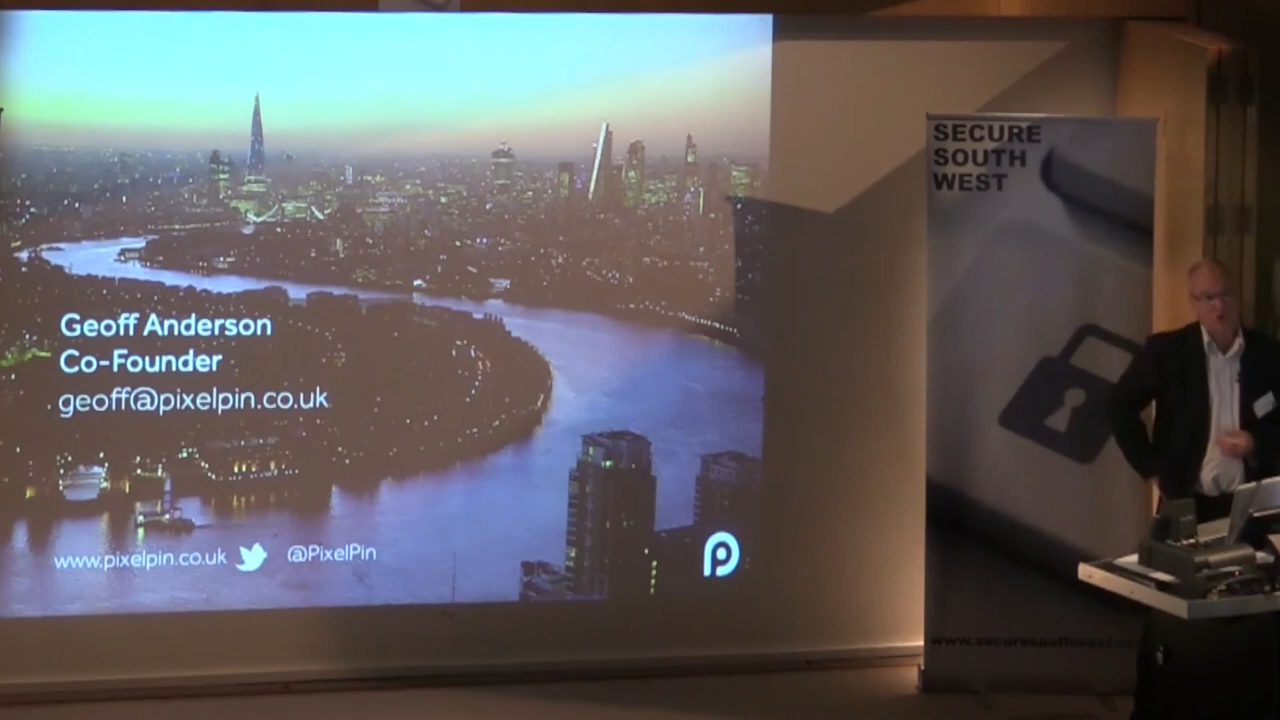 Geoff Anderson
Co-Founder
geoff@pixelpin.co.uk
www.pixelpin.co.uk @PixelPin
SECURE
SOUTH
WEST